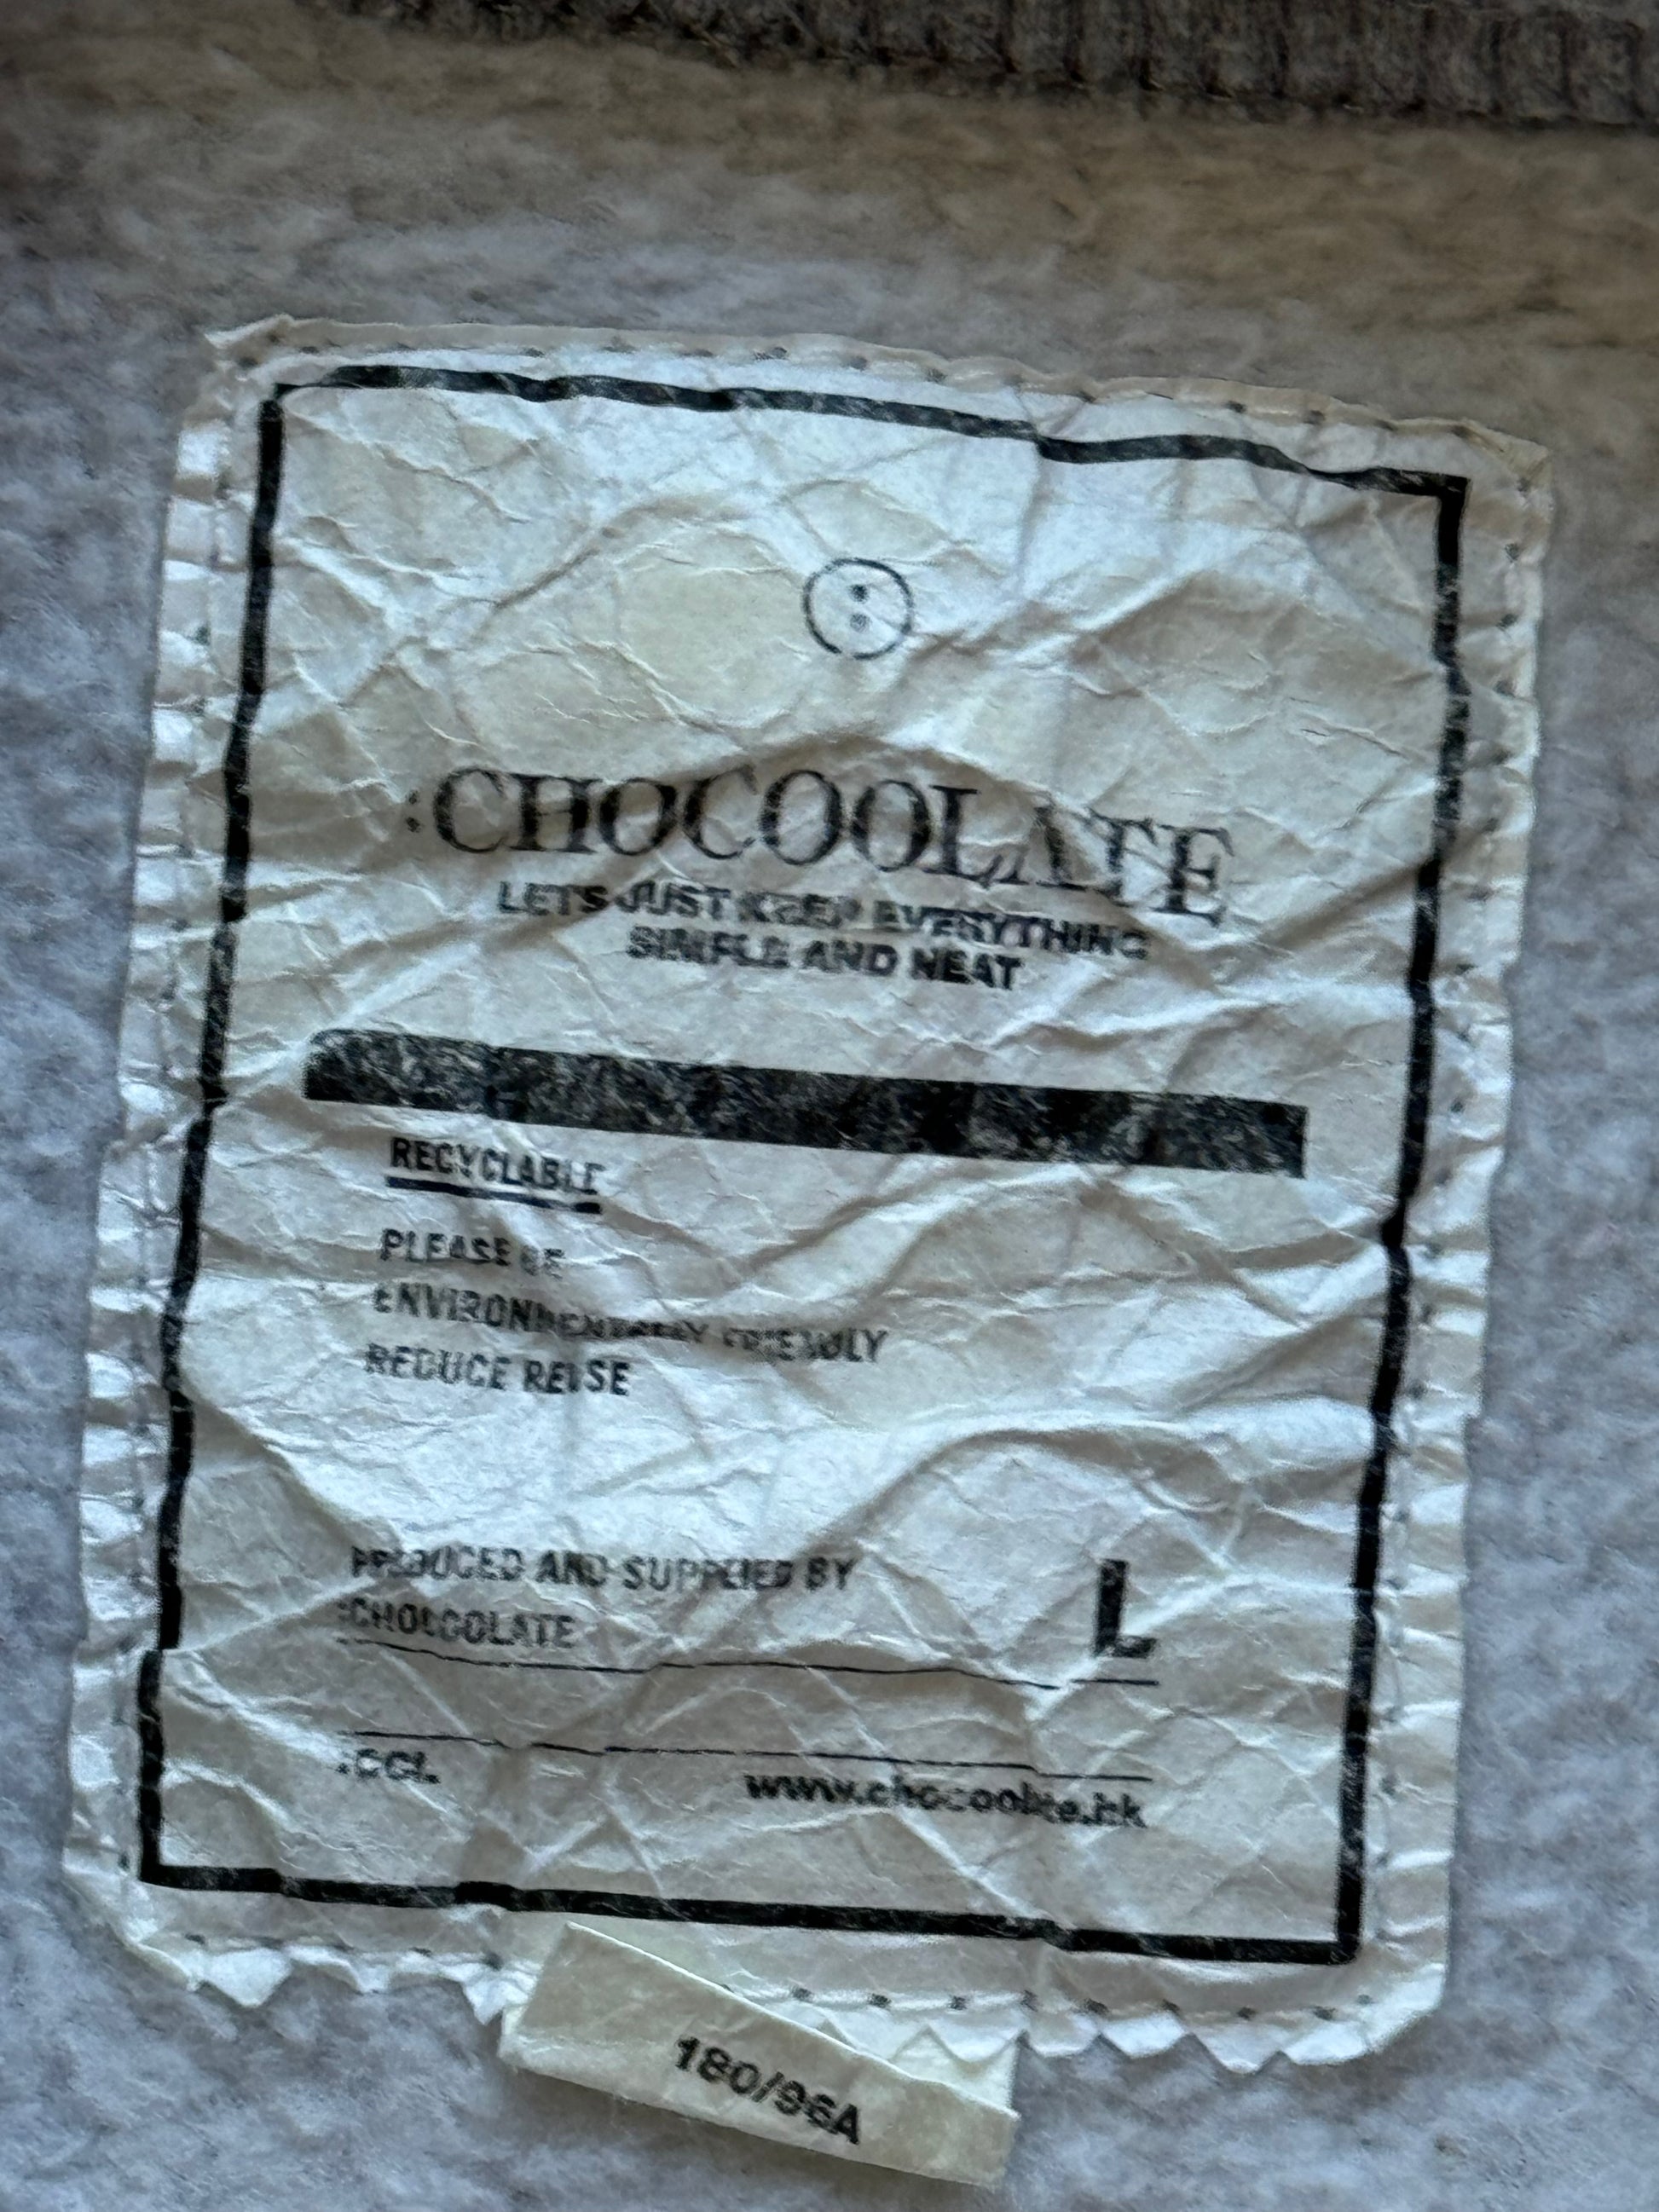 :CHOCOOLATE
LETS JUST KEEP EVERYTHING
SIMPLE AND NEAT
RECYCLABLE
PLEASE BE
ENVIRONMENTALLY FRIENDLY
REDUCE REUSE
PRODUCED AND SUPPLIED BY
:CHOCOOLATE
L
:CCL
www.chocoolate.hk
180/96A